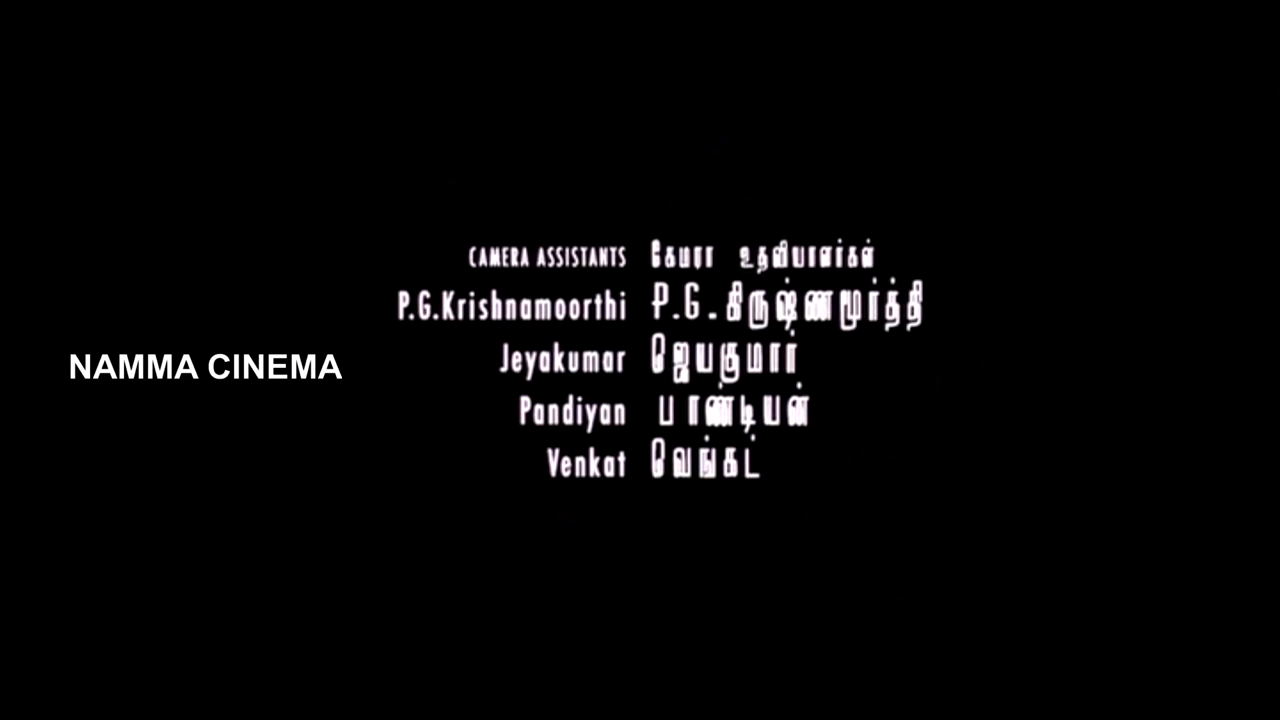 CAMERA ASSISTANTS கேமரா உதவியாளர்கள்
P.G.Krishnamoorthi P.G.கிருஷ்ணமூர்த்தி
Jeyakumar ஜெயகுமார்
NAMMA CINEMA
Pandiyan பாண்டியன்
Venkat வெங்கட்